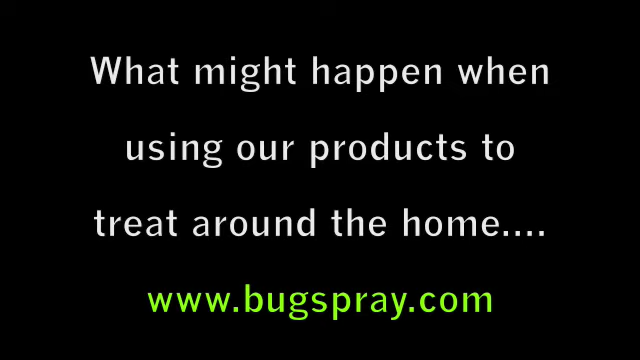 What might happen when
using our products to
treat around the home....
www.bugspray.com